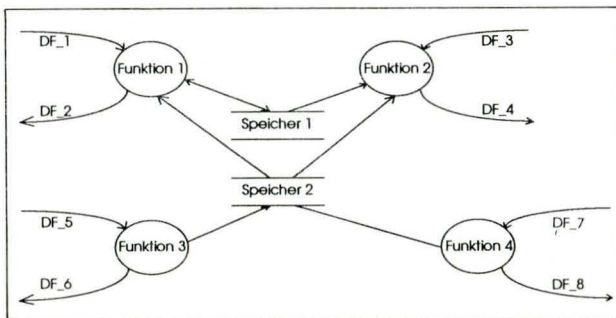 DF_1
DF_3
Funktion 1
Funktion 2
DF_2
DF_4
Speicher 1
Speicher 2
DF_5
DF_7
Funktion 3
Funktion 4
DF_6
DF_8